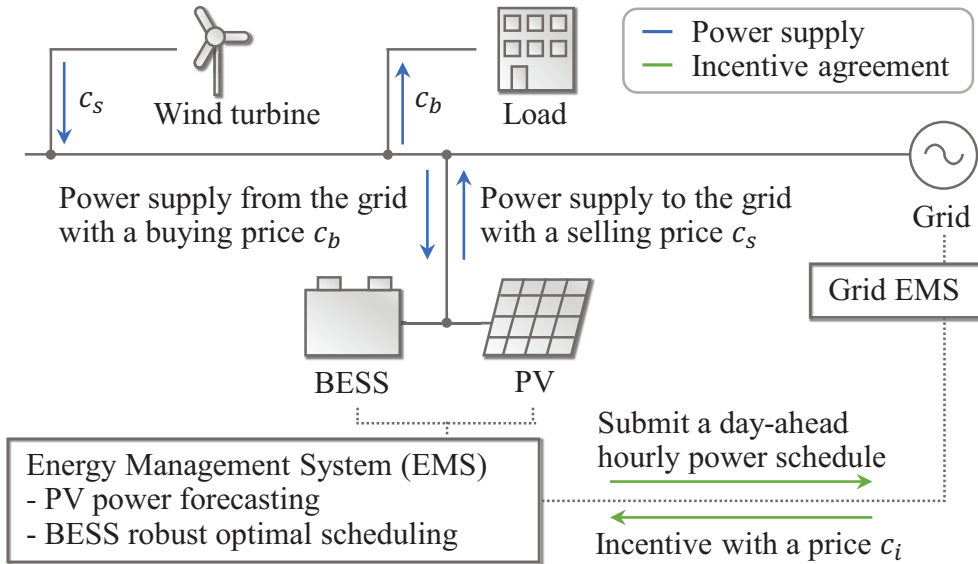 Power supply
Incentive agreement
c_s
Wind turbine
c_b
Load
Power supply from the grid
with a buying price c_b
Power supply to the grid
with a selling price c_s
Grid
Grid EMS
BESS
PV
Energy Management System (EMS)
- PV power forecasting
- BESS robust optimal scheduling
Submit a day-ahead
hourly power schedule
Incentive with a price c_i